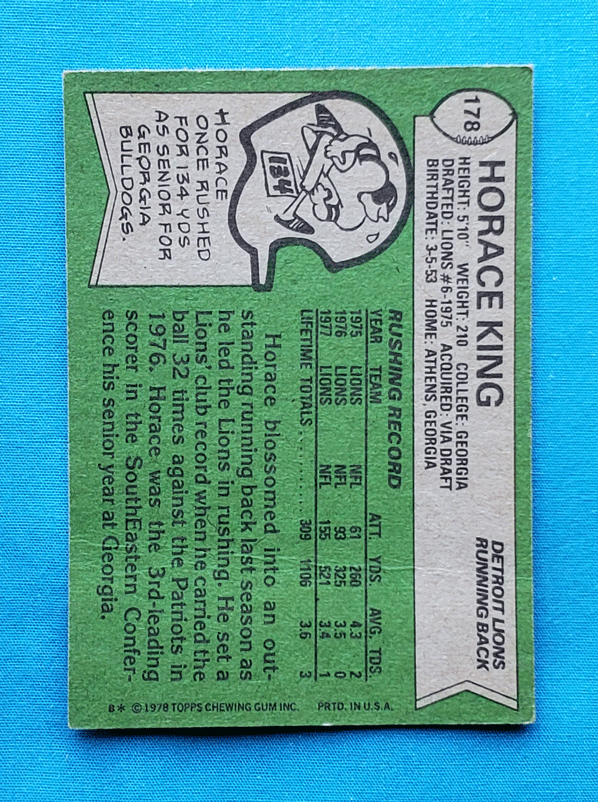 178
HORACE KING
DETROIT LIONS
RUNNING BACK
HEIGHT: 5'10" WEIGHT: 210 COLLEGE: GEORGIA
DRAFTED: LIONS #6-1975 ACQUIRED: VIA DRAFT
BIRTHDATE: 3-5-53 HOME: ATHENS, GEORGIA
134
HORACE
ONCE RUSHED
FOR 134 YDS
AS SENIOR FOR
GEORGIA
BULLDOGS.
RUSHING RECORD
YEAR TEAM ATT. YDS. AVG. TDS.
1975 LIONS NFL 61 260 4.3 2
1976 LIONS NFL 93 325 3.5 0
1977 LIONS NFL 155 521 3.4 1
LIFETIME TOTALS .......... 309 1106 3.6 3
Horace blossomed into an out-
standing running back last season as
he led the Lions in rushing. He set a
Lions' club record when he carried the
ball 32 times against the Patriots in
1976. Horace was the 3rd-leading
scorer in the SouthEastern Confer-
ence his senior year at Georgia.
B* © 1978 TOPPS CHEWING GUM INC. PRTD. IN U.S.A.